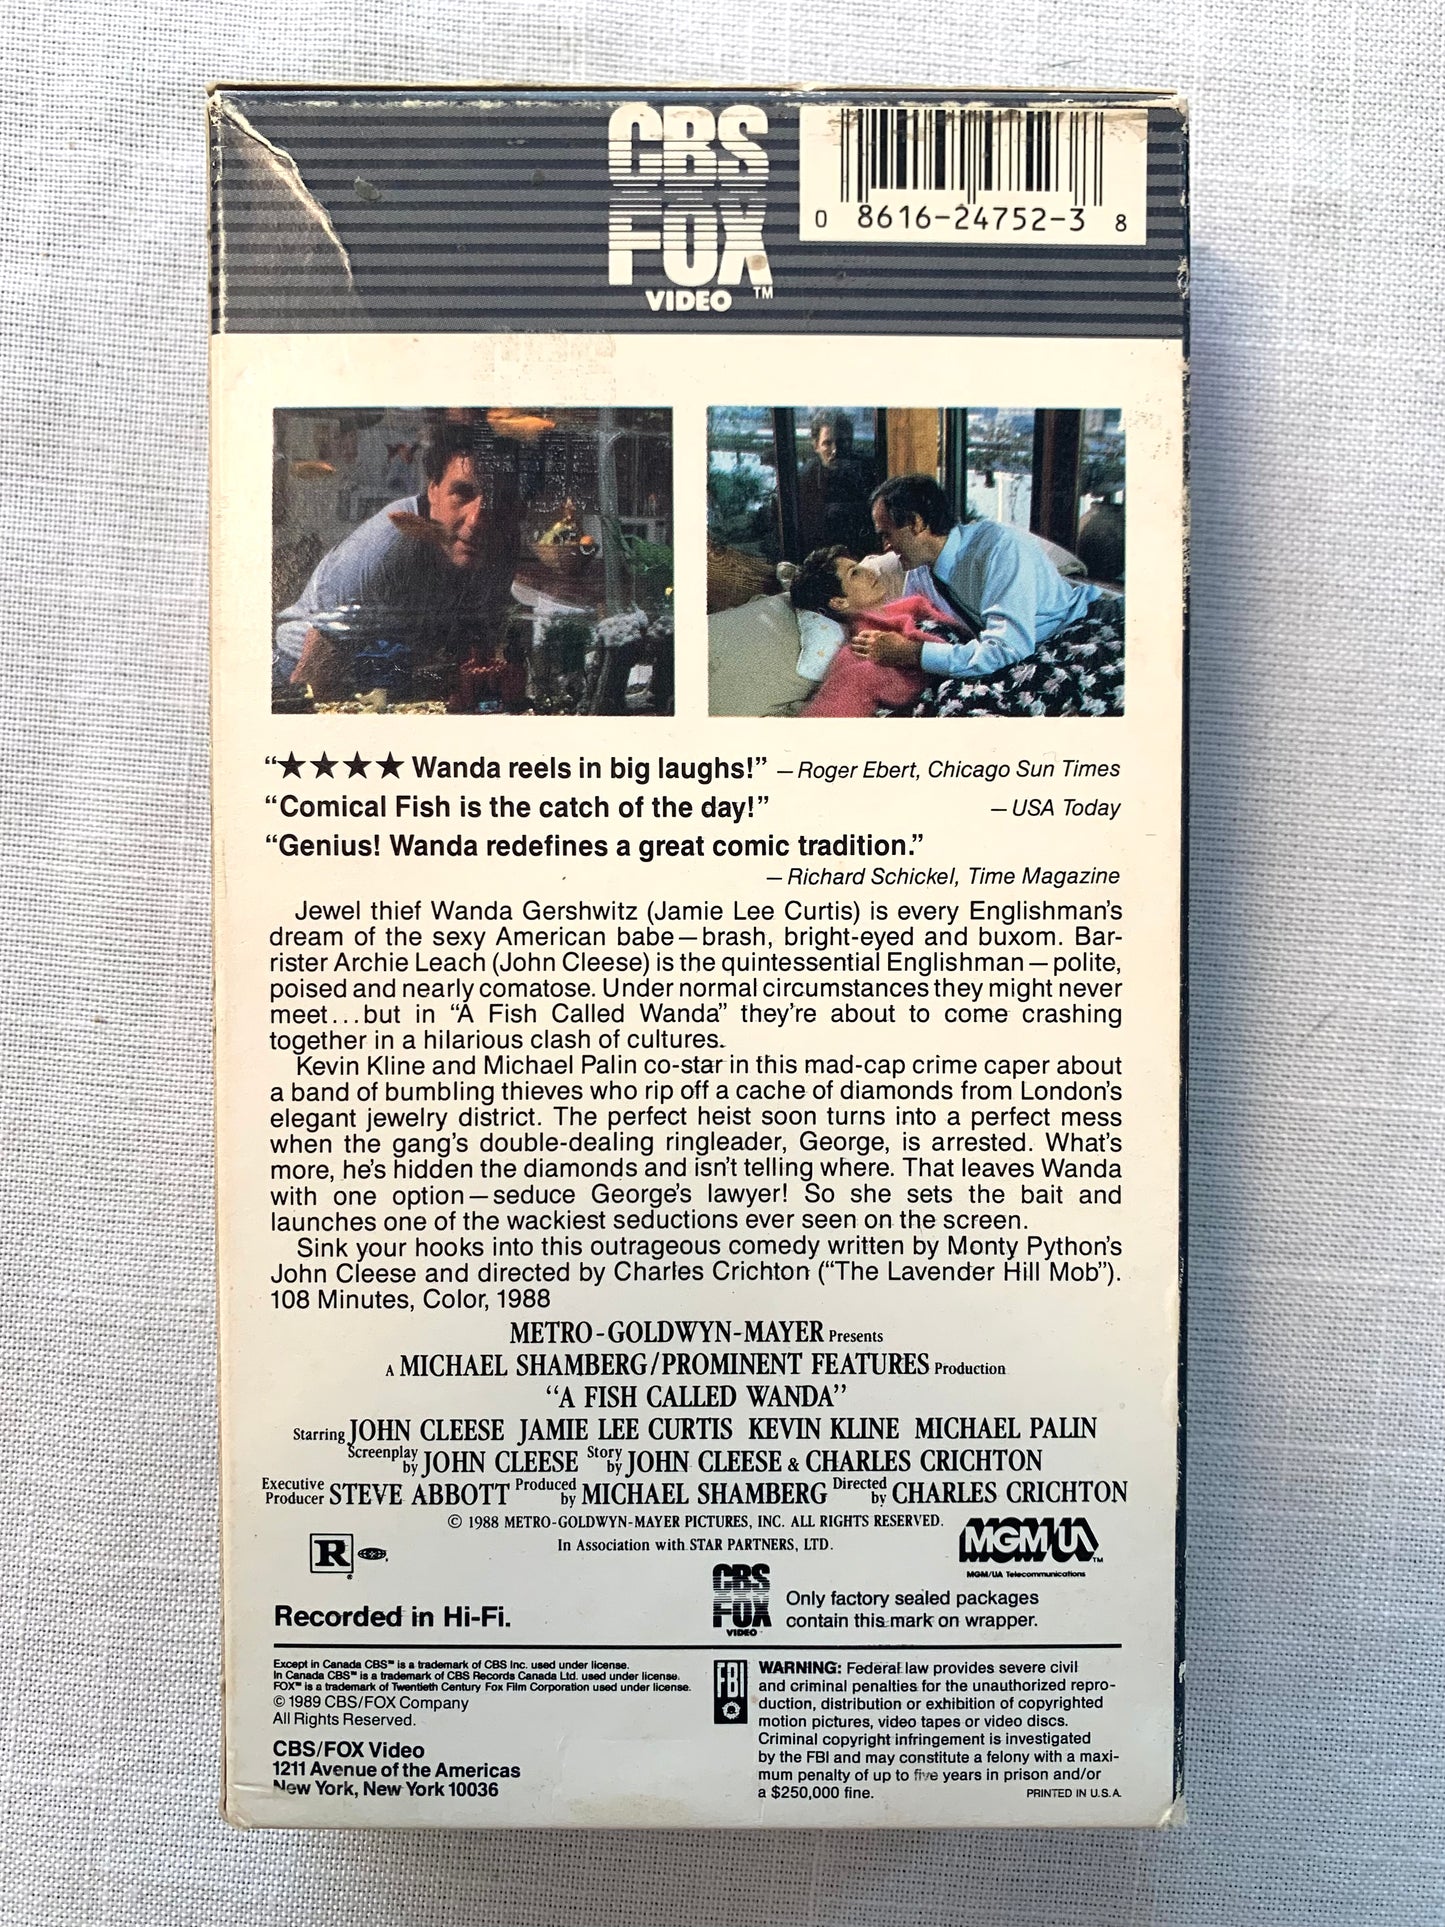 CBS
FOX
VIDEO ™
0 8616-24752-3 8
“★★★★ Wanda reels in big laughs!” — Roger Ebert, Chicago Sun Times
“Comical Fish is the catch of the day!” — USA Today
“Genius! Wanda redefines a great comic tradition.”
— Richard Schickel, Time Magazine
Jewel thief Wanda Gershwitz (Jamie Lee Curtis) is every Englishman’s
dream of the sexy American babe—brash, bright-eyed and buxom. Bar-
rister Archie Leach (John Cleese) is the quintessential Englishman—polite,
poised and nearly comatose. Under normal circumstances they might never
meet...but in “A Fish Called Wanda” they’re about to come crashing
together in a hilarious clash of cultures.
Kevin Kline and Michael Palin co-star in this mad-cap crime caper about
a band of bumbling thieves who rip off a cache of diamonds from London’s
elegant jewelry district. The perfect heist soon turns into a perfect mess
when the gang’s double-dealing ringleader, George, is arrested. What’s
more, he’s hidden the diamonds and isn’t telling where. That leaves Wanda
with one option—seduce George’s lawyer! So she sets the bait and
launches one of the wackiest seductions ever seen on the screen.
Sink your hooks into this outrageous comedy written by Monty Python’s
John Cleese and directed by Charles Crichton (“The Lavender Hill Mob”).
108 Minutes, Color, 1988
METRO-GOLDWYN-MAYER Presents
A MICHAEL SHAMBERG/PROMINENT FEATURES Production
“A FISH CALLED WANDA”
Starring JOHN CLEESE JAMIE LEE CURTIS KEVIN KLINE MICHAEL PALIN
Screenplay by JOHN CLEESE Story by JOHN CLEESE & CHARLES CRICHTON
Executive Producer STEVE ABBOTT Produced by MICHAEL SHAMBERG Directed by CHARLES CRICHTON
© 1988 METRO-GOLDWYN-MAYER PICTURES, INC. ALL RIGHTS RESERVED.
In Association with STAR PARTNERS, LTD.
R ®
MGM/UA ™
MGM/UA Telecommunications
Recorded in Hi-Fi.
CBS
FOX
VIDEO
Only factory sealed packages
contain this mark on wrapper.
Except in Canada CBS™ is a trademark of CBS Inc. used under license.
In Canada CBS™ is a trademark of CBS Records Canada Ltd. used under license.
FOX™ is a trademark of Twentieth Century Fox Film Corporation used under license.
© 1989 CBS/FOX Company
All Rights Reserved.
CBS/FOX Video
1211 Avenue of the Americas
New York, New York 10036
FBI
WARNING: Federal law provides severe civil
and criminal penalties for the unauthorized repro-
duction, distribution or exhibition of copyrighted
motion pictures, video tapes or video discs.
Criminal copyright infringement is investigated
by the FBI and may constitute a felony with a maxi-
mum penalty of up to five years in prison and/or
a $250,000 fine.
PRINTED IN U.S.A.